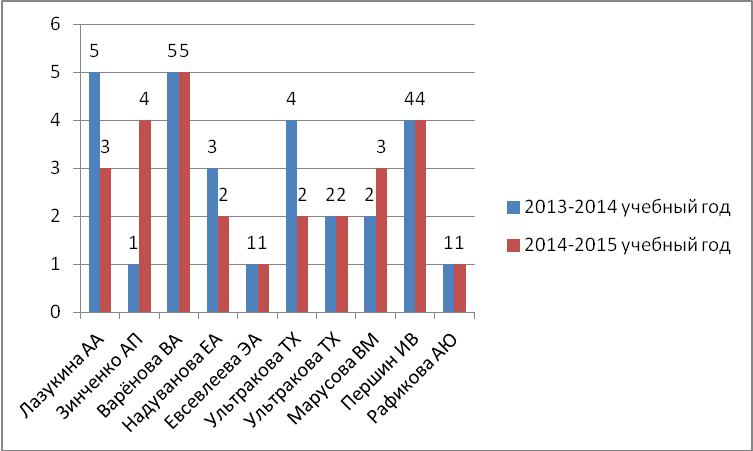 6
5
4
3
2
1
0
5
3
1
4
55
3
2
11
4
2
22
2
3
44
11
Лазукина АА
Зинченко АП
Варёнова ВА
Надуванова ЕА
Евсевлеева ЭА
Ультракова ТХ
Ультракова ТХ
Марусова ВМ
Першин ИВ
Рафикова АЮ
2013-2014 учебный год
2014-2015 учебный год